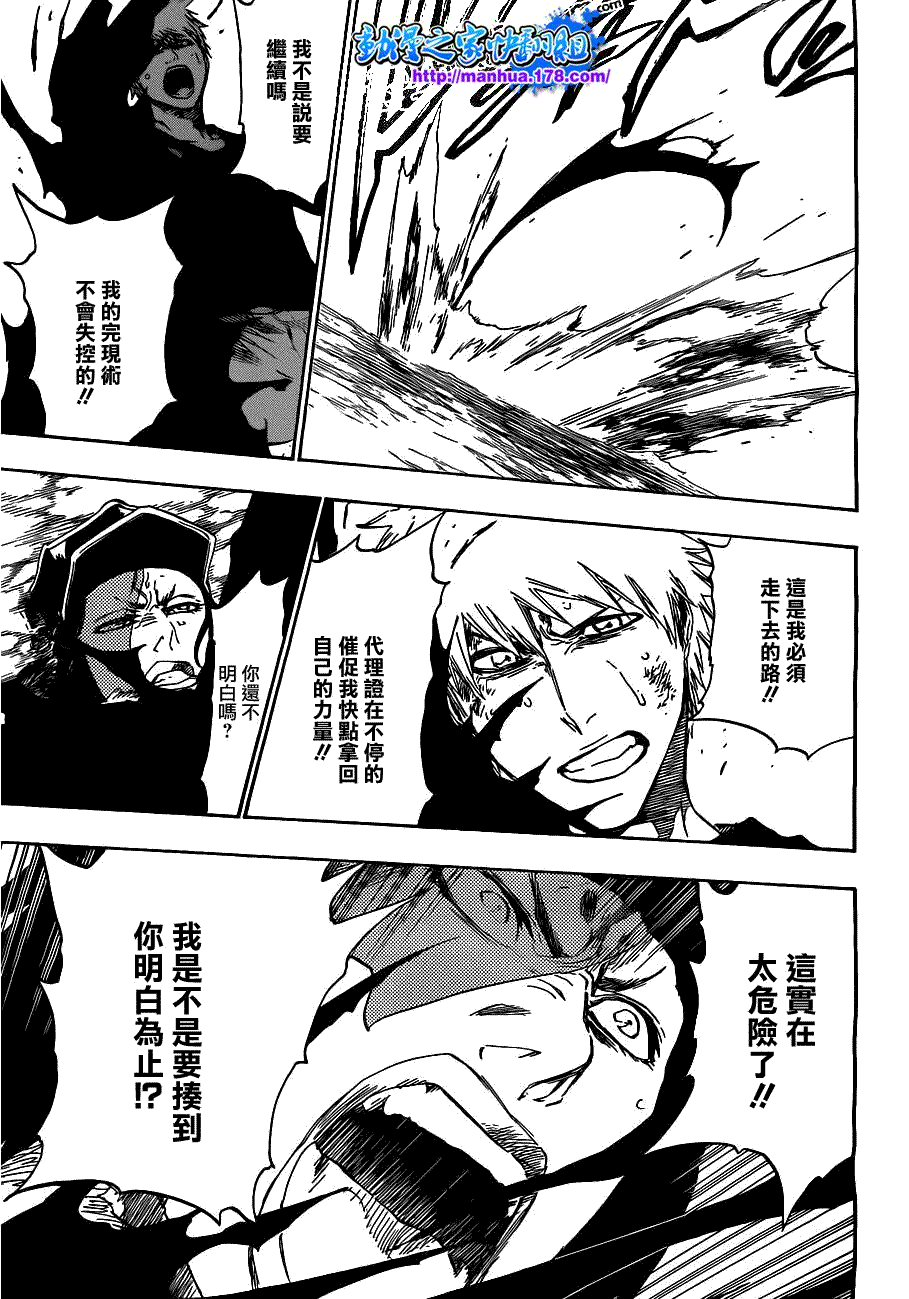 動漫之家快翻組
http://manhua.178.com/
我不是說要
繼續嗎
我的完現術
不會失控的!!
這是我必須
走下去的路!!
代理證在不停的
催促我快點拿回
自己的力量!!
你還不
明白嗎?
這實在
太危險了!!
我是不是要揍到
你明白為止!?